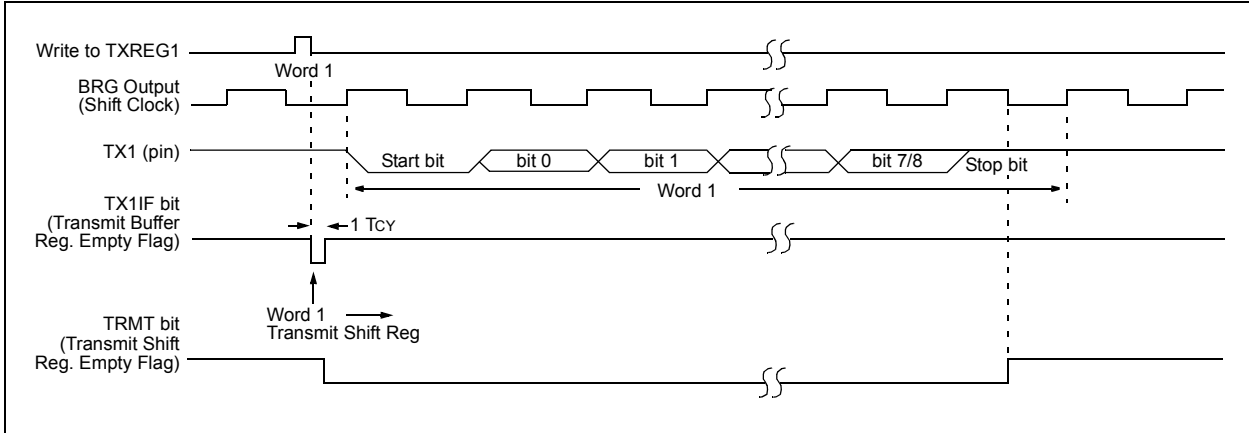 Write to TXREG1
Word 1
BRG Output
(Shift Clock)
TX1 (pin)
Start bit
bit 0
bit 1
bit 7/8
Stop bit
Word 1
TX1IF bit
(Transmit Buffer
Reg. Empty Flag)
1 TCY
Word 1
Transmit Shift Reg
TRMT bit
(Transmit Shift
Reg. Empty Flag)